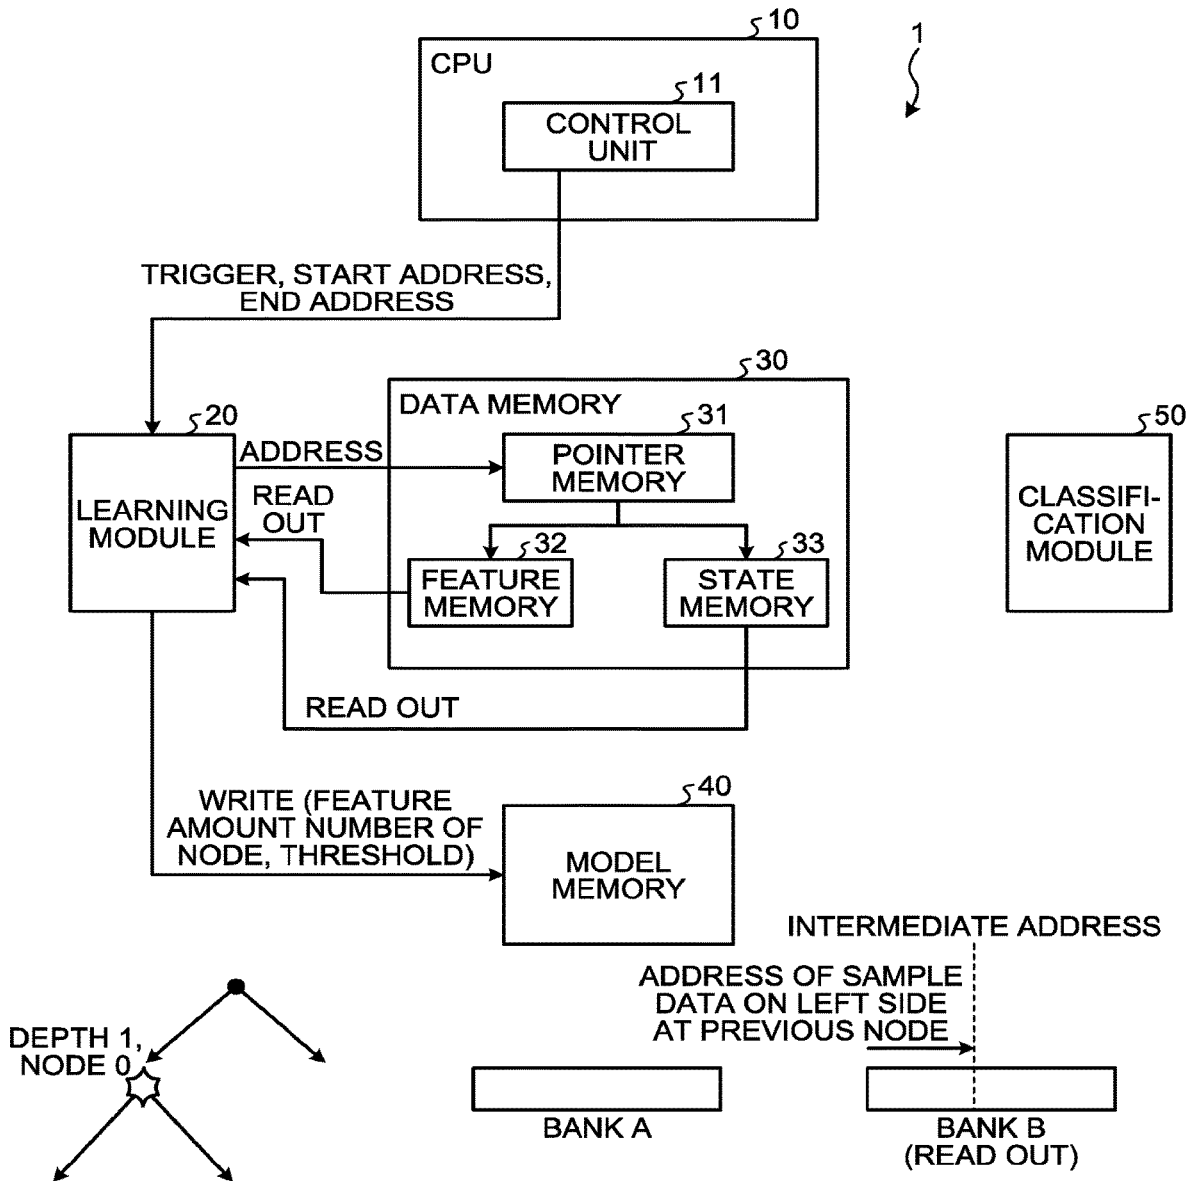 10
1
CPU
11
CONTROL
UNIT
TRIGGER, START ADDRESS,
END ADDRESS
30
20
DATA MEMORY
31
50
ADDRESS
POINTER
MEMORY
READ
OUT
LEARNING
MODULE
CLASSIFI-
CATION
MODULE
32
33
FEATURE
MEMORY
STATE
MEMORY
READ OUT
40
WRITE (FEATURE
AMOUNT NUMBER OF
NODE, THRESHOLD)
MODEL
MEMORY
INTERMEDIATE ADDRESS
ADDRESS OF SAMPLE
DATA ON LEFT SIDE
AT PREVIOUS NODE
DEPTH 1,
NODE 0
BANK A
BANK B
(READ OUT)